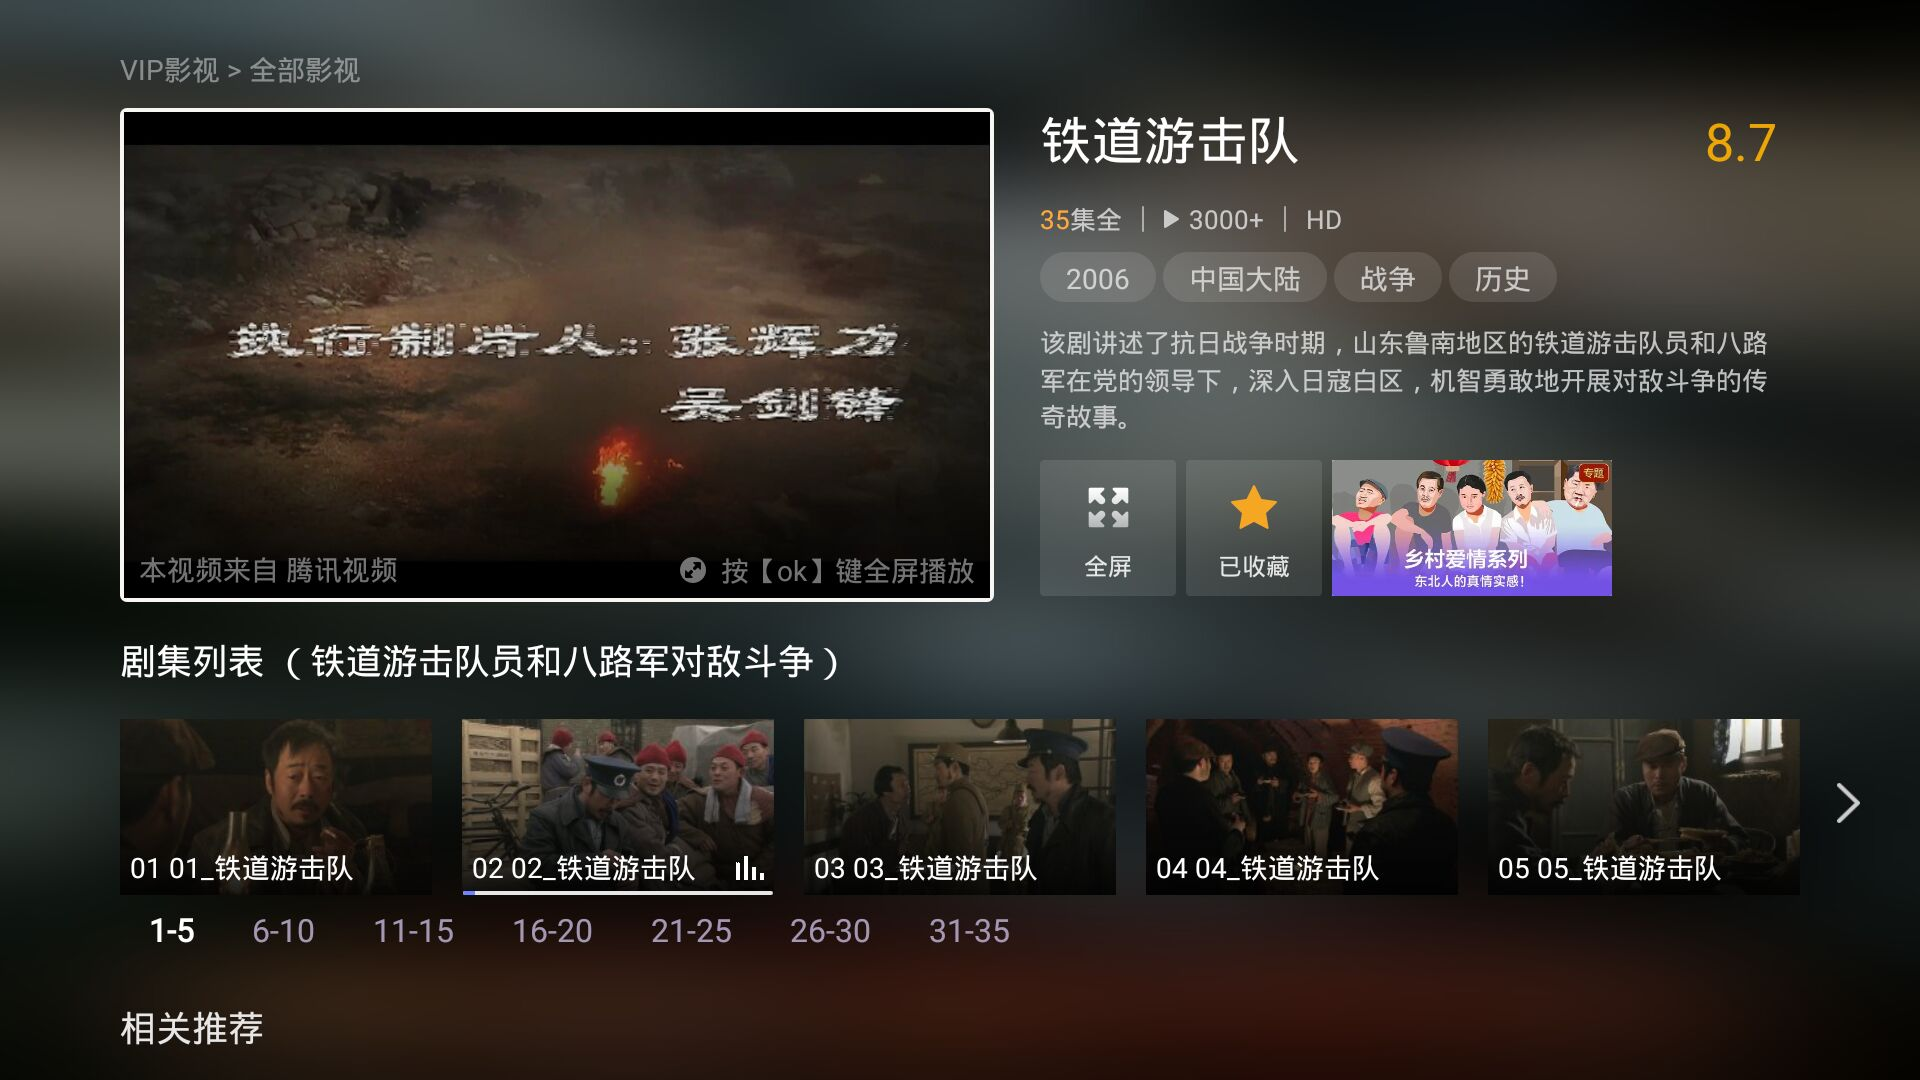 VIP影视 > 全部影视
执行制片人：张辉力
吴剑锋
本视频来自 腾讯视频
按【ok】键全屏播放
铁道游击队
8.7
35集全 | 3000+ | HD
2006 中国大陆 战争 历史
该剧讲述了抗日战争时期，山东鲁南地区的铁道游击队员和八路
军在党的领导下，深入日寇白区，机智勇敢地开展对敌斗争的传
奇故事。
全屏
已收藏
专题
乡村爱情系列
东北人的真情实感！
剧集列表 （铁道游击队员和八路军对敌斗争）
01 01_铁道游击队
02 02_铁道游击队
03 03_铁道游击队
04 04_铁道游击队
05 05_铁道游击队
1-5 6-10 11-15 16-20 21-25 26-30 31-35
相关推荐